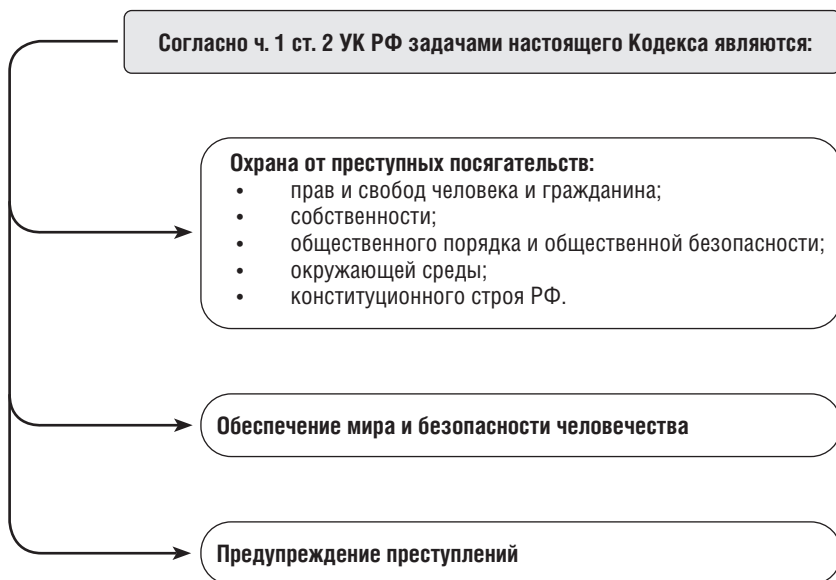 Согласно ч. 1 ст. 2 УК РФ задачами настоящего Кодекса являются:
Охрана от преступных посягательств:
• прав и свобод человека и гражданина;
• собственности;
• общественного порядка и общественной безопасности;
• окружающей среды;
• конституционного строя РФ.
Обеспечение мира и безопасности человечества
Предупреждение преступлений